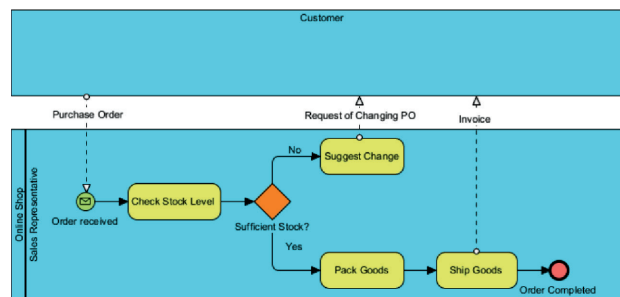 Customer
Purchase Order
Request of Changing PO
Invoice
Online Shop
Sales Representative
No
Suggest Change
Order received
Check Stock Level
Sufficient Stock?
Yes
Pack Goods
Ship Goods
Order Completed